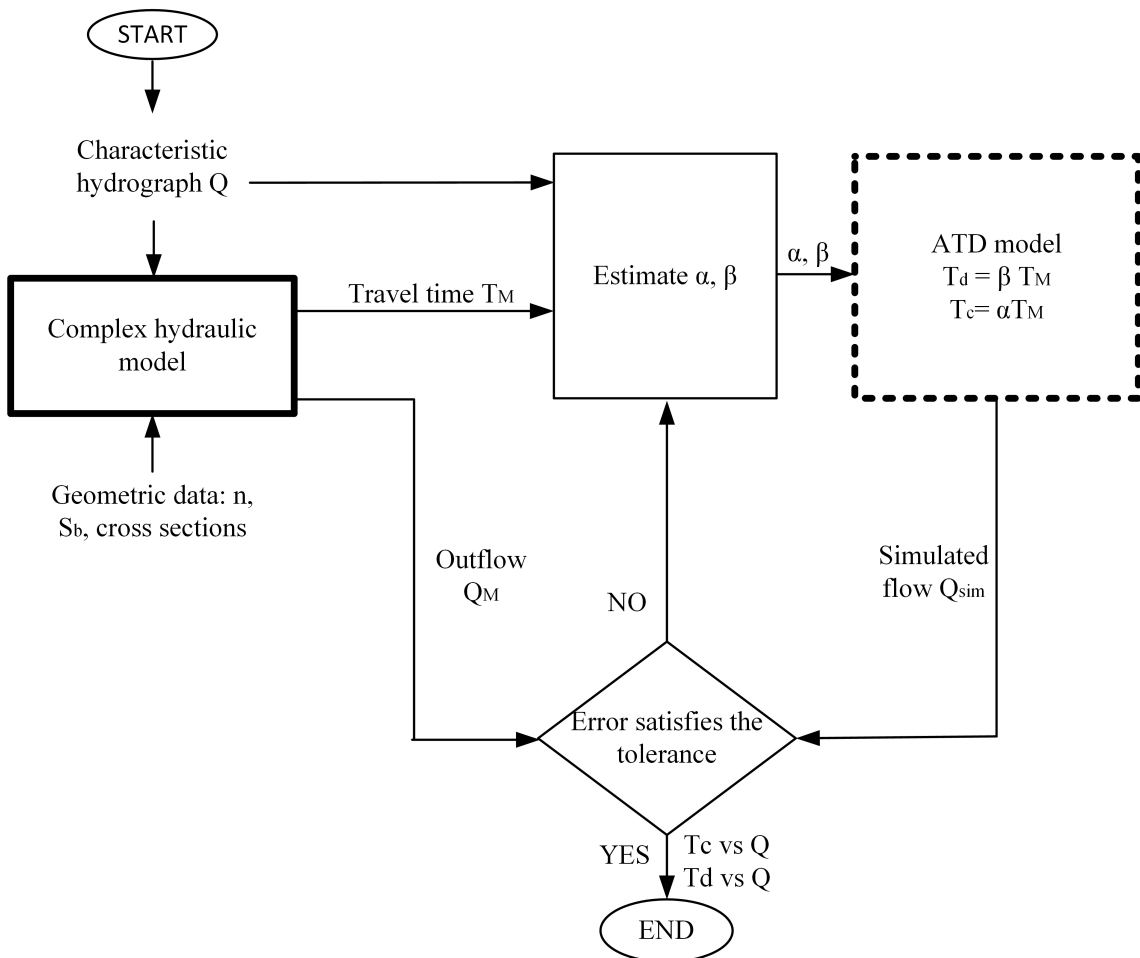 START
Characteristic
hydrograph Q
Complex hydraulic
model
Geometric data: n,
Sb, cross sections
Travel time TM
Estimate α, β
α, β
ATD model
Td = β TM
Tc= αTM
Outflow
QM
NO
Simulated
flow Qsim
Error satisfies the
tolerance
YES
Tc vs Q
Td vs Q
END